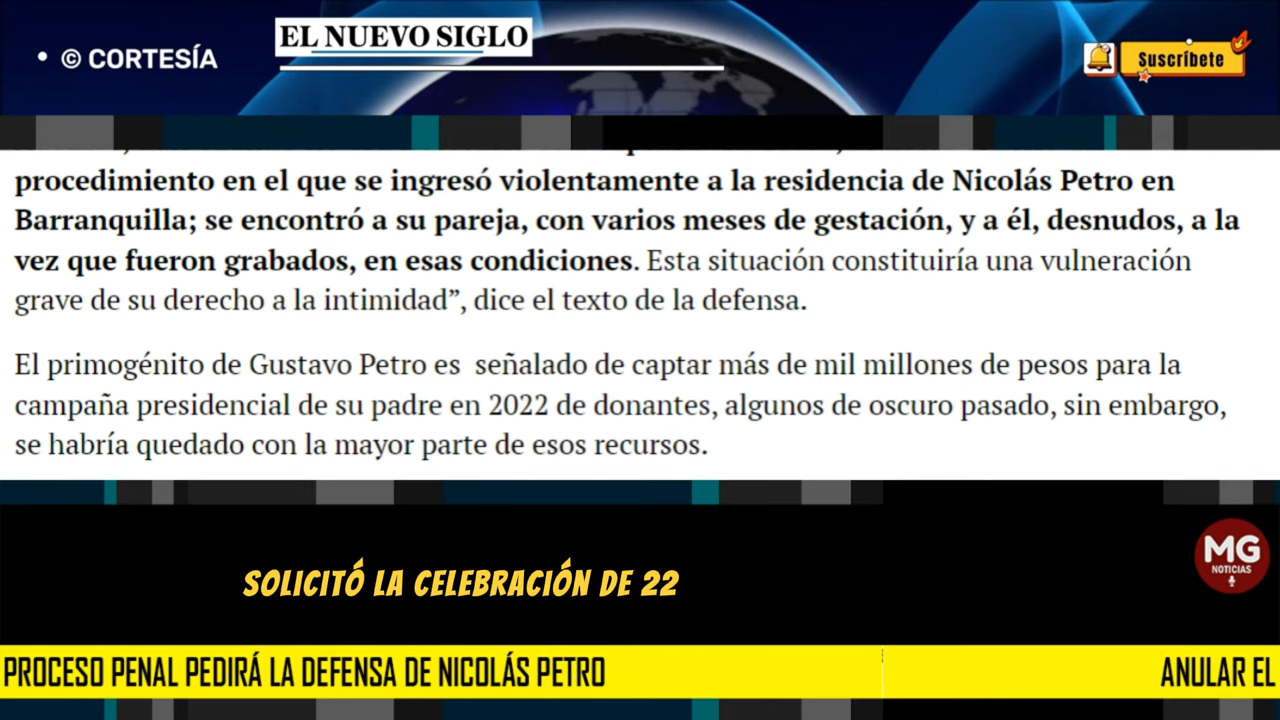 • © CORTESÍA
EL NUEVO SIGLO
Suscríbete
procedimiento en el que se ingresó violentamente a la residencia de Nicolás Petro en
Barranquilla; se encontró a su pareja, con varios meses de gestación, y a él, desnudos, a la
vez que fueron grabados, en esas condiciones. Esta situación constituiría una vulneración
grave de su derecho a la intimidad”, dice el texto de la defensa.
El primogénito de Gustavo Petro es señalado de captar más de mil millones de pesos para la
campaña presidencial de su padre en 2022 de donantes, algunos de oscuro pasado, sin embargo,
se habría quedado con la mayor parte de esos recursos.
MG
NOTICIAS
SOLICITÓ LA CELEBRACIÓN DE 22
PROCESO PENAL PEDIRÁ LA DEFENSA DE NICOLÁS PETRO
ANULAR EL